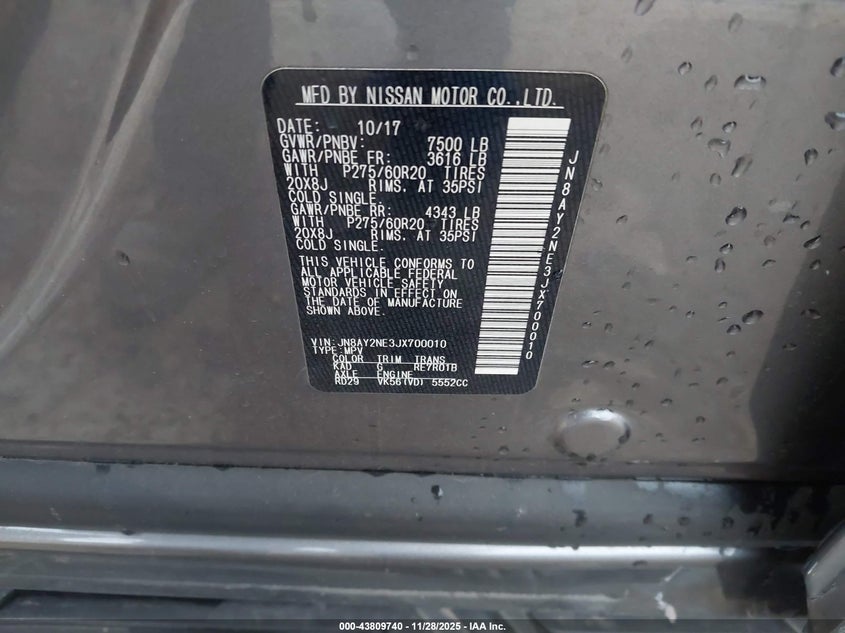 MFD BY NISSAN MOTOR CO.,LTD.
DATE: 10/17
GVWR/PNBV: 7500 LB
GAWR/PNBE FR: 3616 LB
WITH P275/60R20 TIRES
20X8J RIMS. AT 35PSI
COLD SINGLE.
GAWR/PNBE RR: 4343 LB
WITH P275/60R20 TIRES
20X8J RIMS. AT 35PSI
COLD SINGLE.
THIS VEHICLE CONFORMS TO
ALL APPLICABLE FEDERAL
MOTOR VEHICLE SAFETY
STANDARDS IN EFFECT ON
THE DATE OF MANUFACTURE
SHOWN ABOVE.
VIN: JN8AY2NE3JX700010
TYPE: MPV
COLOR TRIM TRANS
KAD G RE7R01B
AXLE ENGINE
RD29 VK56(VD) 5552CC
JN8AY2NE3JX700010
000-43809740 - 11/28/2025 - IAA Inc.